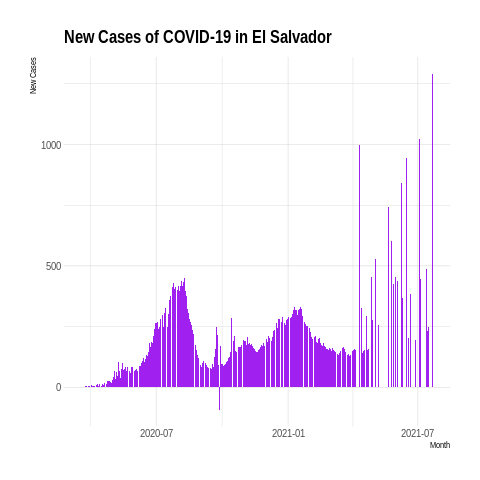 New Cases of COVID-19 in El Salvador
New Cases
1000
500
0
2020-07
2021-01
2021-07
Month